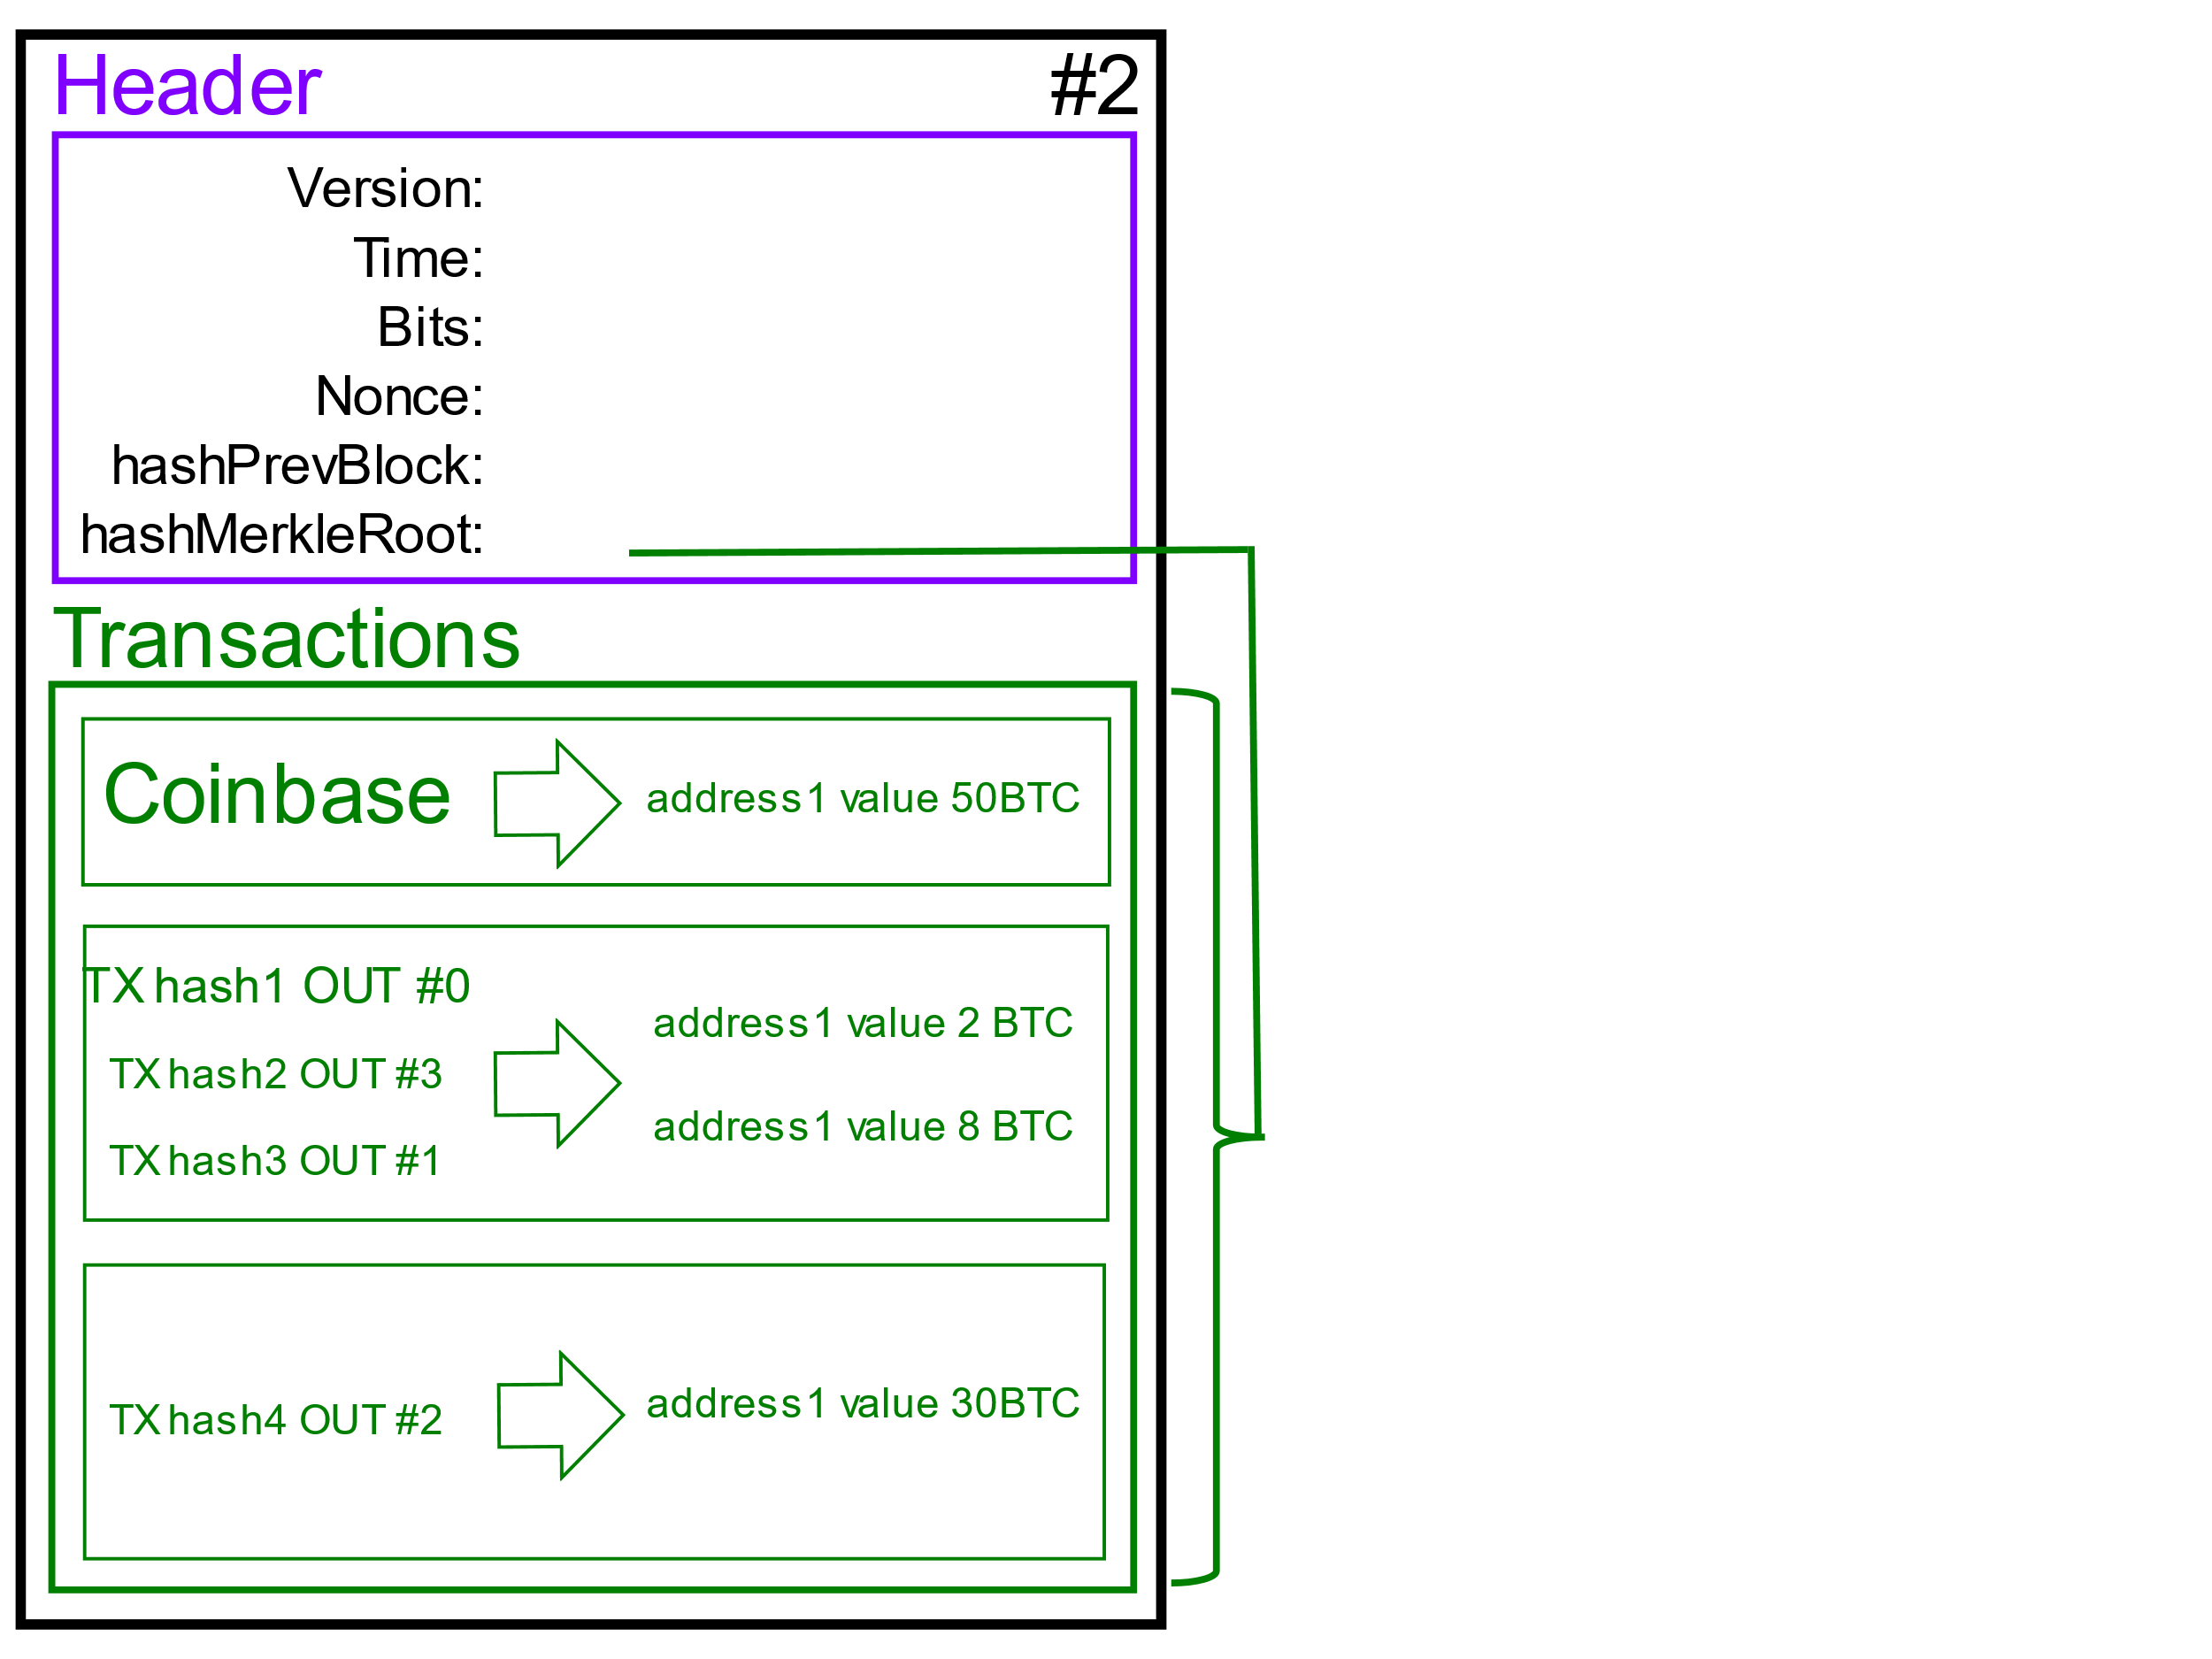 Header
#2
Version:
Time:
Bits:
Nonce:
hashPrevBlock:
hashMerkleRoot:
Transactions
Coinbase
address1 value 50BTC
TX hash1 OUT #0
TX hash2 OUT #3
TX hash3 OUT #1
address1 value 2 BTC
address1 value 8 BTC
TX hash4 OUT #2
address1 value 30BTC